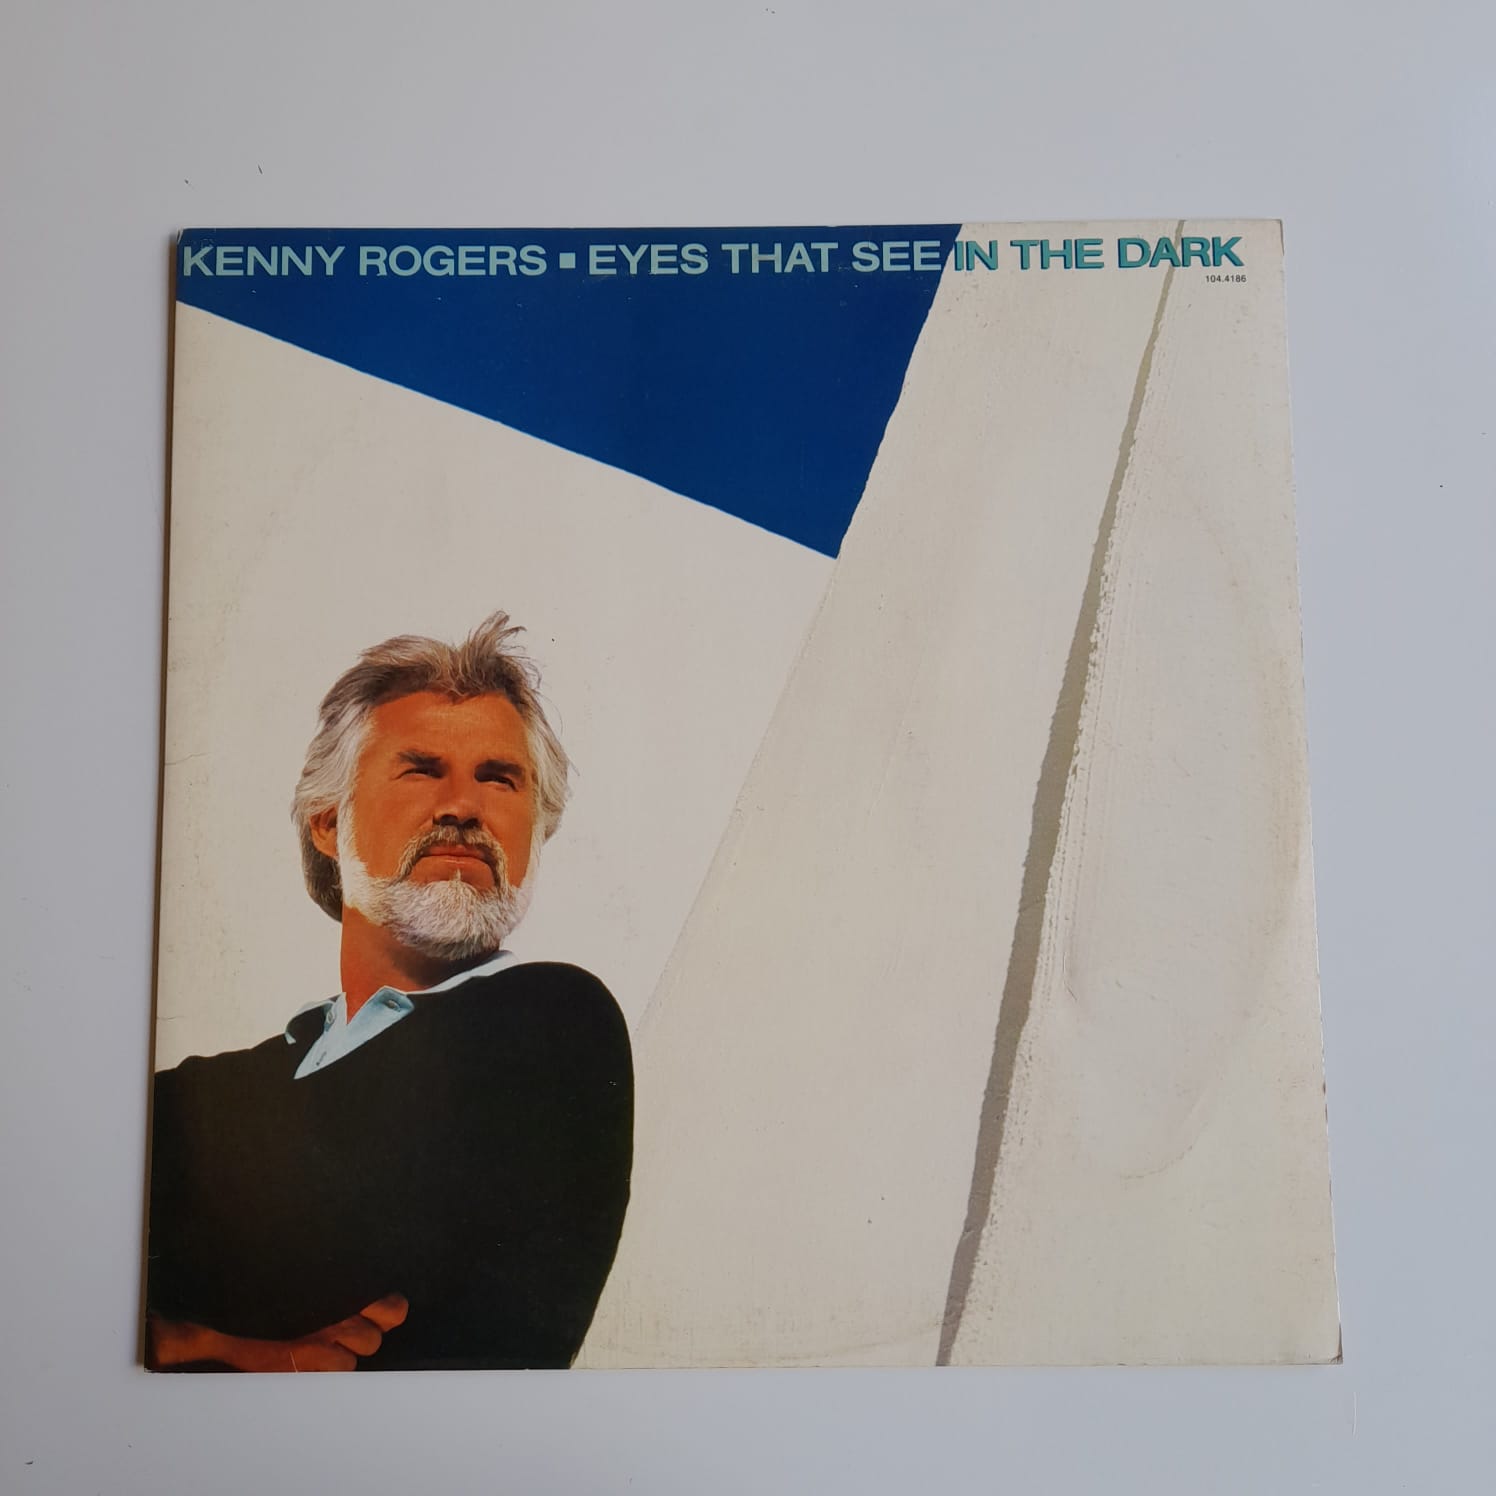 KENNY ROGERS ▪ EYES THAT SEE IN THE DARK
104.4186